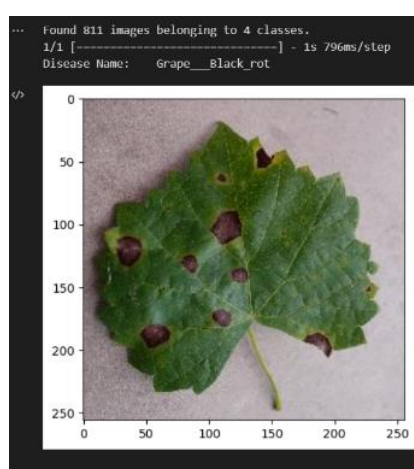 ... Found 811 images belonging to 4 classes.
1/1 [------------------------------] - 1s 796ms/step
Disease Name: Grape___Black_rot
</>
0
50
100
150
200
250
0 50 100 150 200 250